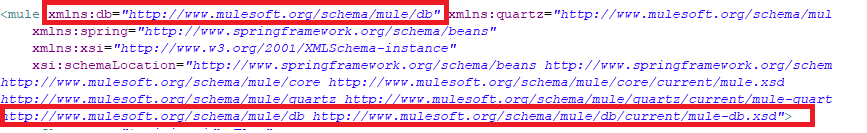 <mule xmlns:db="http://www.mulesoft.org/schema/mule/db" xmlns:quartz="http://www.mulesoft.org/schema/mul
xmlns:spring="http://www.springframework.org/schema/beans"
xmlns:xsi="http://www.w3.org/2001/XMLSchema-instance"
xsi:schemaLocation="http://www.springframework.org/schema/beans http://www.springframework.org/schem
http://www.mulesoft.org/schema/mule/core http://www.mulesoft.org/schema/mule/core/current/mule.xsd
http://www.mulesoft.org/schema/mule/quartz http://www.mulesoft.org/schema/mule/quartz/current/mule-quart
http://www.mulesoft.org/schema/mule/db http://www.mulesoft.org/schema/mule/db/current/mule-db.xsd">